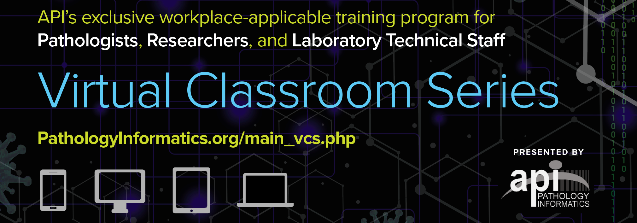 API's exclusive workplace-applicable training program for
Pathologists, Researchers, and Laboratory Technical Staff
Virtual Classroom Series
PathologyInformatics.org/main_vcs.php
PRESENTED BY
api
PATHOLOGY
INFORMATICS